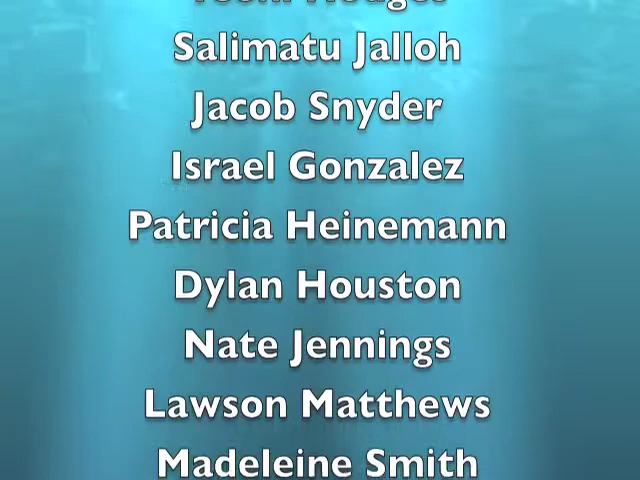 Salimatu Jalloh
Jacob Snyder
Israel Gonzalez
Patricia Heinemann
Dylan Houston
Nate Jennings
Lawson Matthews
Madeleine Smith